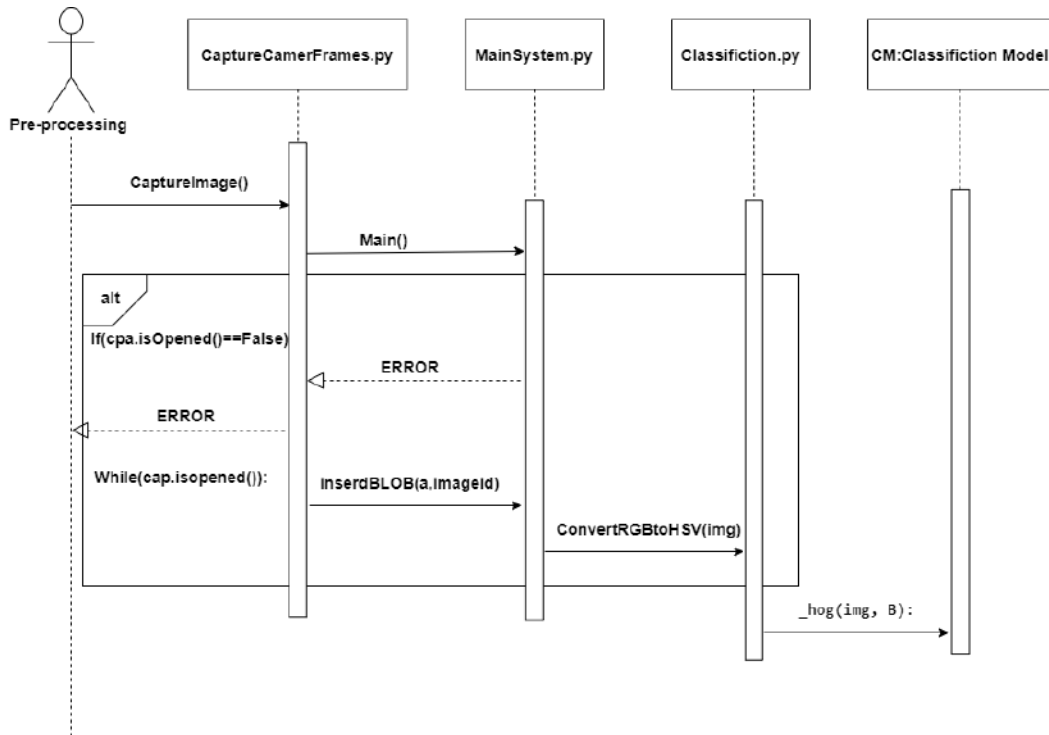 CaptureCamerFrames.py
MainSystem.py
Classifiction.py
CM:Classifiction Model
Pre-processing
CaptureImage()
Main()
alt
If(cpa.isOpened()==False)
ERROR
ERROR
While(cap.isopened()):
InserdBLOB(a,Imageid)
ConvertRGBtoHSV(img)
_hog(img, B):